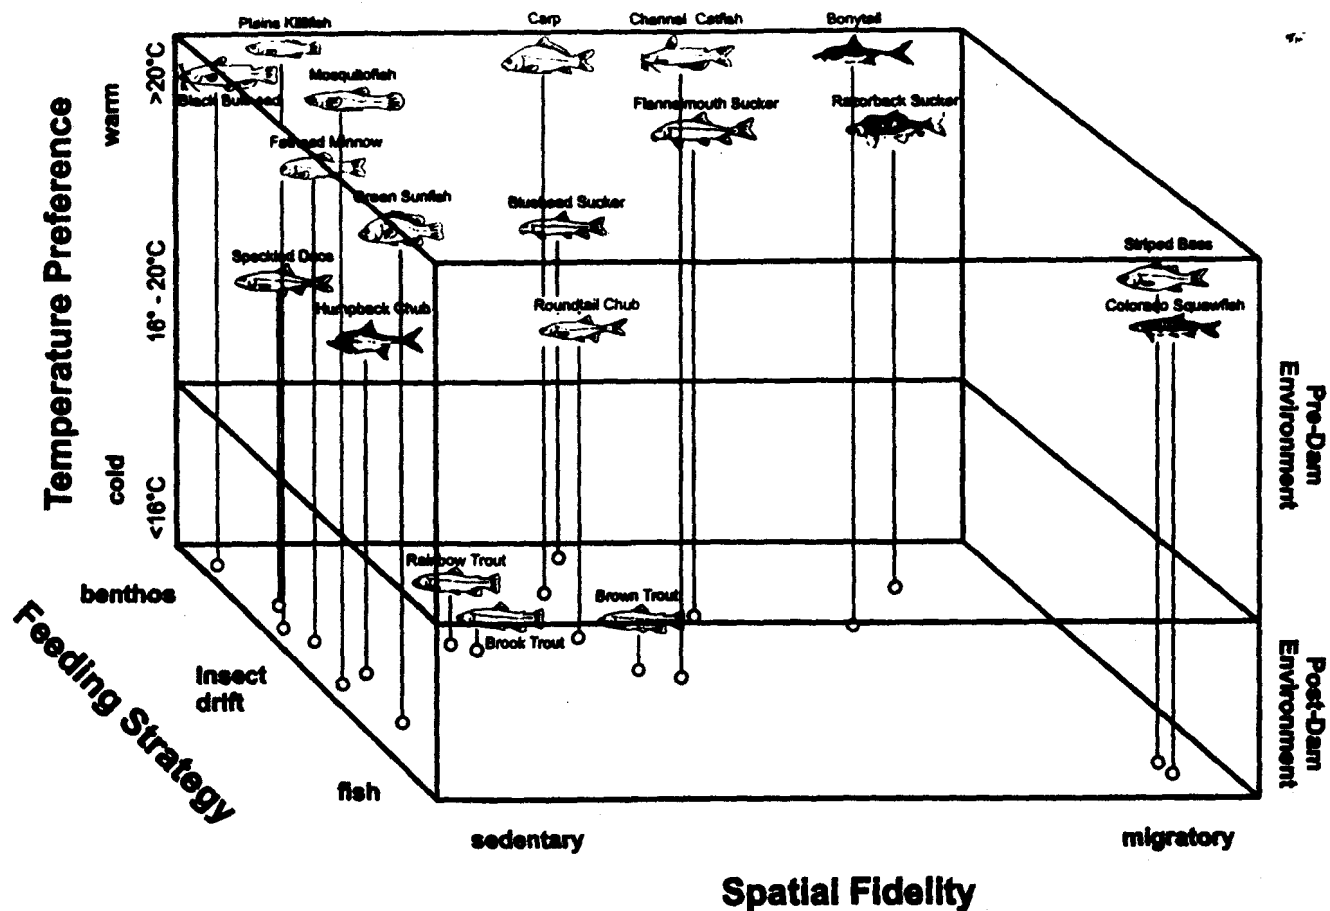 Plains Killifish
Carp
Channel Catfish
Bonytail
Black Bullhead
Mosquitofish
Flannelmouth Sucker
Razorback Sucker
Fathead Minnow
Green Sunfish
Bluehead Sucker
Speckled Dace
Striped Bass
Humpback Chub
Roundtail Chub
Colorado Squawfish
Rainbow Trout
Brook Trout
Brown Trout
Temperature Preference
warm
cold
>20°C
16° - 20°C
<16°C
Pre-Dam
Environment
Post-Dam
Environment
benthos
Insect
drift
fish
Feeding Strategy
sedentary
migratory
Spatial Fidelity